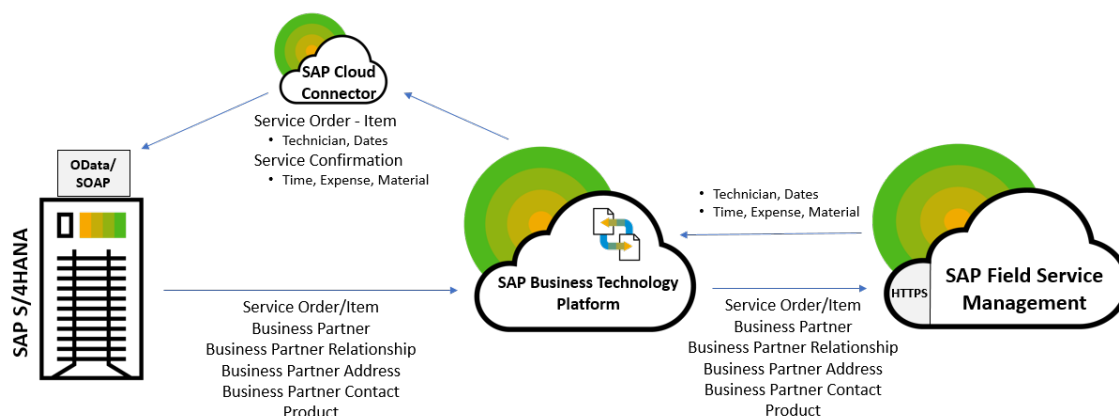 SAP Cloud
Connector
Service Order - Item
• Technician, Dates
Service Confirmation
• Time, Expense, Material
OData/
SOAP
SAP S/4HANA
Service Order/Item
Business Partner
Business Partner Relationship
Business Partner Address
Business Partner Contact
Product
SAP Business Technology
Platform
• Technician, Dates
• Time, Expense, Material
Service Order/Item
Business Partner
Business Partner Relationship
Business Partner Address
Business Partner Contact
Product
HTTPS
SAP Field Service
Management